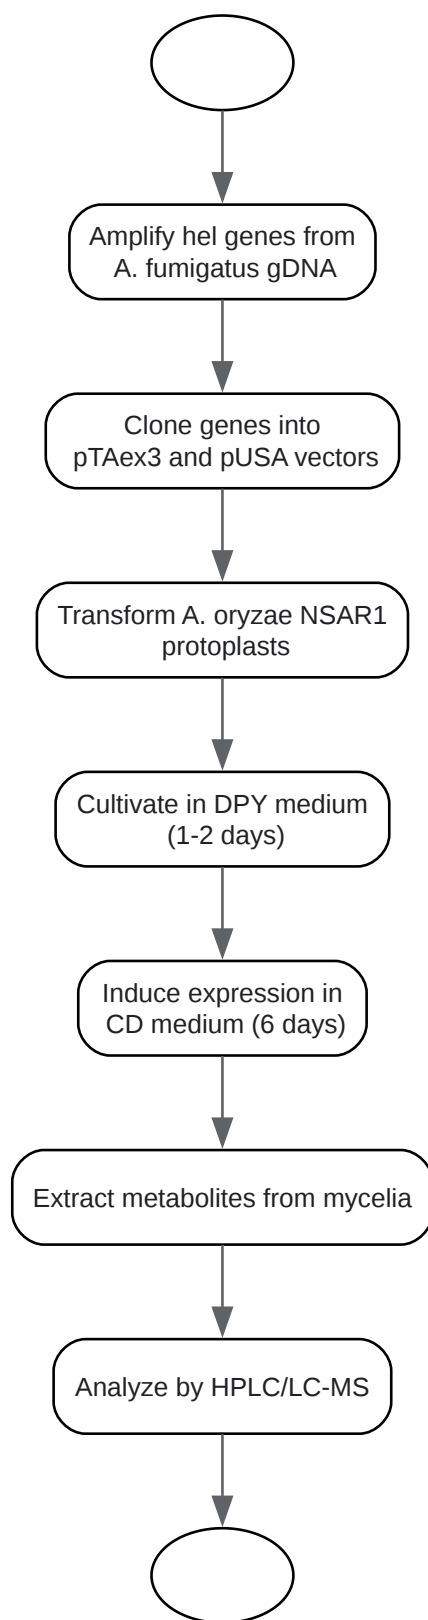 Amplify hel genes from
A. fumigatus gDNA
Clone genes into
pTAex3 and pUSA vectors
Transform A. oryzae NSAR1
protoplasts
Cultivate in DPY medium
(1-2 days)
Induce expression in
CD medium (6 days)
Extract metabolites from mycelia
Analyze by HPLC/LC-MS